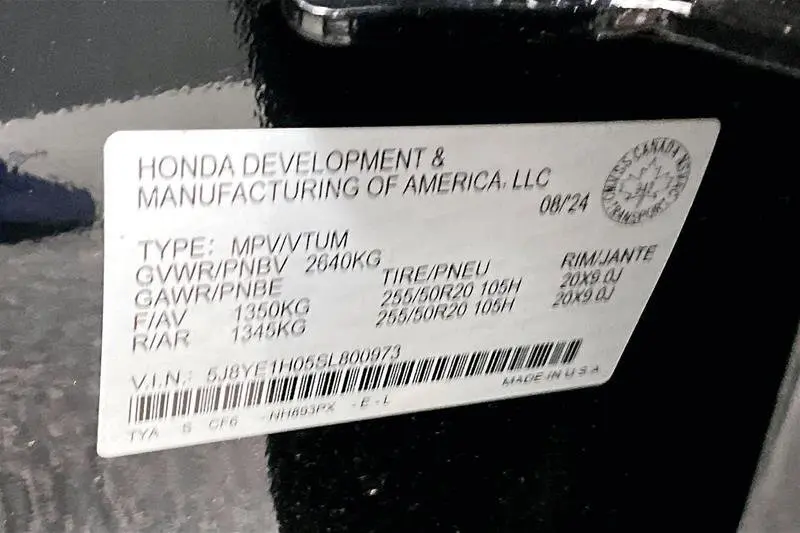 HONDA DEVELOPMENT &
MANUFACTURING OF AMERICA, LLC
08/24
TYPE: MPV/VTUM
GVWR/PNBV 2640KG
GAWR/PNBE TIRE/PNEU RIM/JANTE
F/AV 1350KG 255/50R20 105H 20X9.0J
R/AR 1345KG 255/50R20 105H 20X9.0J
V.I.N.: 5J8YE1H05SL800973
TYA S CF6 -NH893PX -E-L MADE IN U S A
CANADA
TRANSPORT